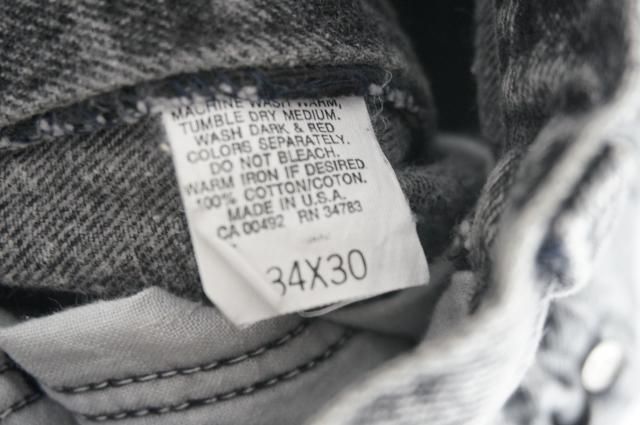 MACHINE WASH WARM,
TUMBLE DRY MEDIUM.
WASH DARK & RED
COLORS SEPARATELY.
DO NOT BLEACH.
WARM IRON IF DESIRED
100% COTTON/COTON.
MADE IN U.S.A.
CA 00492 RN 34783
34X30